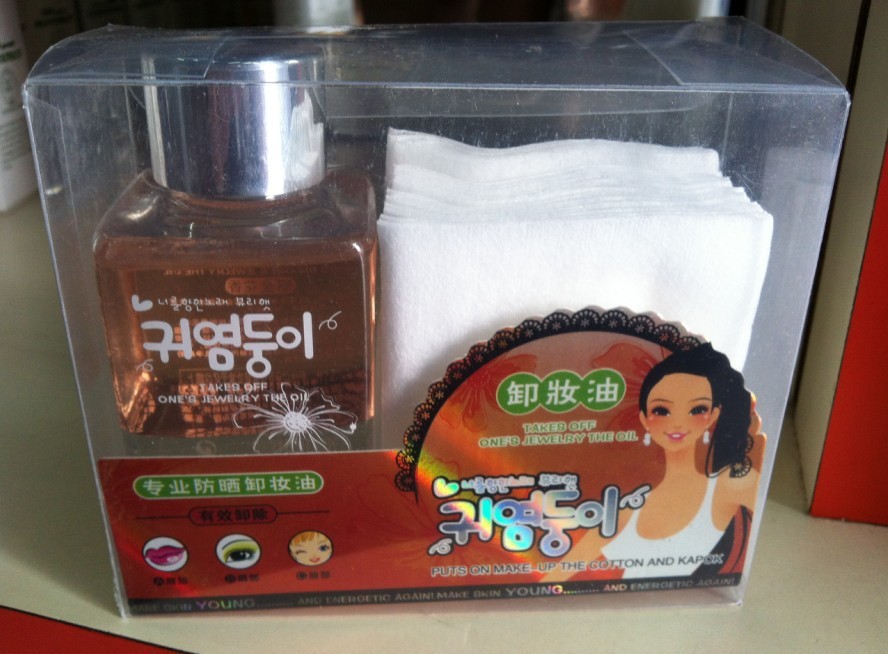 귀염둥이
TAKES OFF
ONE'S JEWELRY THE OIL
卸妝油
TAKES OFF
ONE'S JEWELRY THE OIL
专业防晒卸妆油
有效卸除
귀염둥이
PUTS ON MAKE-UP THE COTTON AND KAPOK
MAKE SKIN YOUNG......... AND ENERGETIC AGAIN! MAKE SKIN YOUNG......... AND ENERGETIC AGAIN!